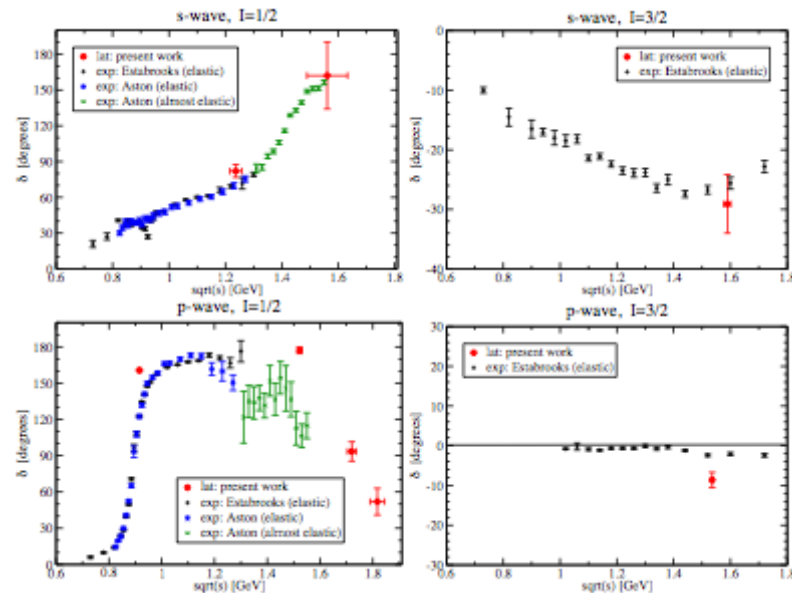 s-wave, I=1/2
lat: present work
exp: Estabrooks (elastic)
exp: Aston (elastic)
exp: Aston (almost elastic)
180
150
120
90
60
30
0
δ [degrees]
0.6 0.8 1 1.2 1.4 1.6 1.8
sqrt(s) [GeV]
s-wave, I=3/2
lat: present work
exp: Estabrooks (elastic)
0
-10
-20
-30
-40
δ [degrees]
0.6 0.8 1 1.2 1.4 1.6 1.8
sqrt(s) [GeV]
p-wave, I=1/2
180
150
120
90
60
30
0
δ [degrees]
lat: present work
exp: Estabrooks (elastic)
exp: Aston (elastic)
exp: Aston (almost elastic)
0.6 0.8 1 1.2 1.4 1.6 1.8
sqrt(s) [GeV]
p-wave, I=3/2
lat: present work
exp: Estabrooks (elastic)
30
20
10
0
-10
-20
-30
δ [degrees]
0.6 0.8 1 1.2 1.4 1.6 1.8
sqrt(s) [GeV]